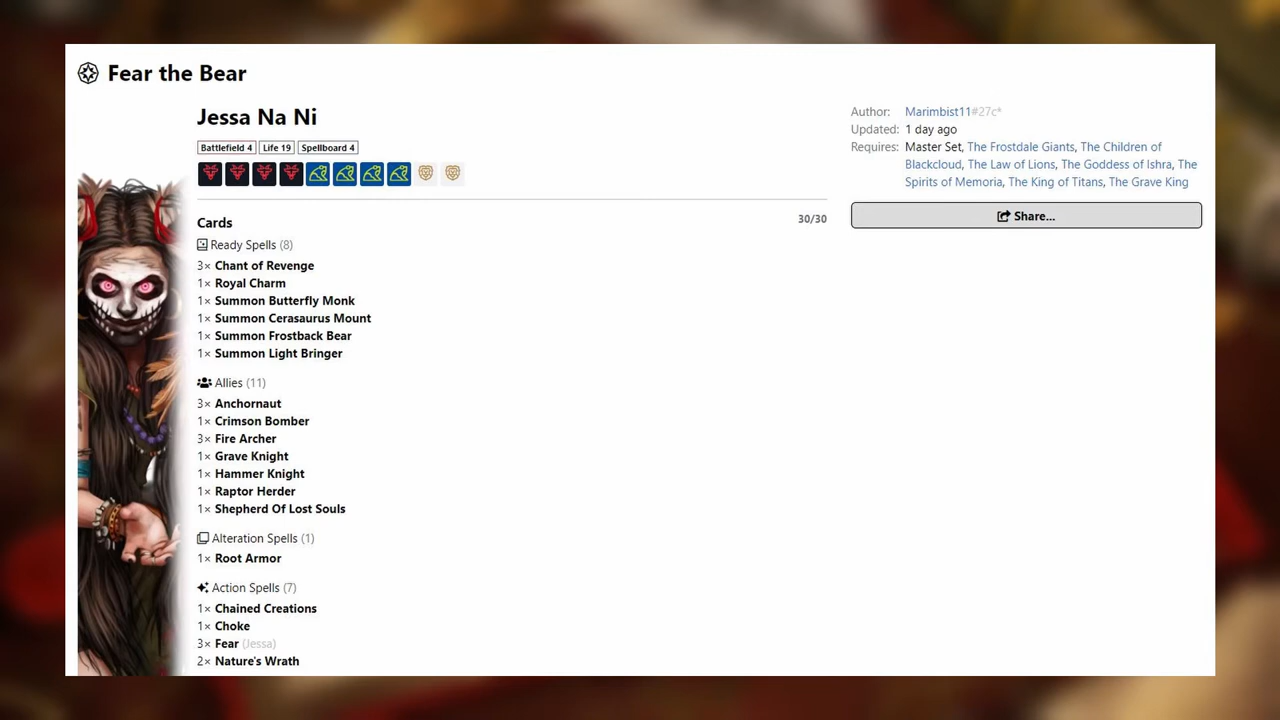 Fear the Bear
Jessa Na Ni
Battlefield 4 Life 19 Spellboard 4
Cards 30/30
Ready Spells (8)
3× Chant of Revenge
1× Royal Charm
1× Summon Butterfly Monk
1× Summon Cerasaurus Mount
1× Summon Frostback Bear
1× Summon Light Bringer
Allies (11)
3× Anchornaut
1× Crimson Bomber
3× Fire Archer
1× Grave Knight
1× Hammer Knight
1× Raptor Herder
1× Shepherd Of Lost Souls
Alteration Spells (1)
1× Root Armor
Action Spells (7)
1× Chained Creations
1× Choke
3× Fear (Jessa)
2× Nature's Wrath
Author: Marimbist11#27c*
Updated: 1 day ago
Requires: Master Set, The Frostdale Giants, The Children of
Blackcloud, The Law of Lions, The Goddess of Ishra, The
Spirits of Memoria, The King of Titans, The Grave King
Share...